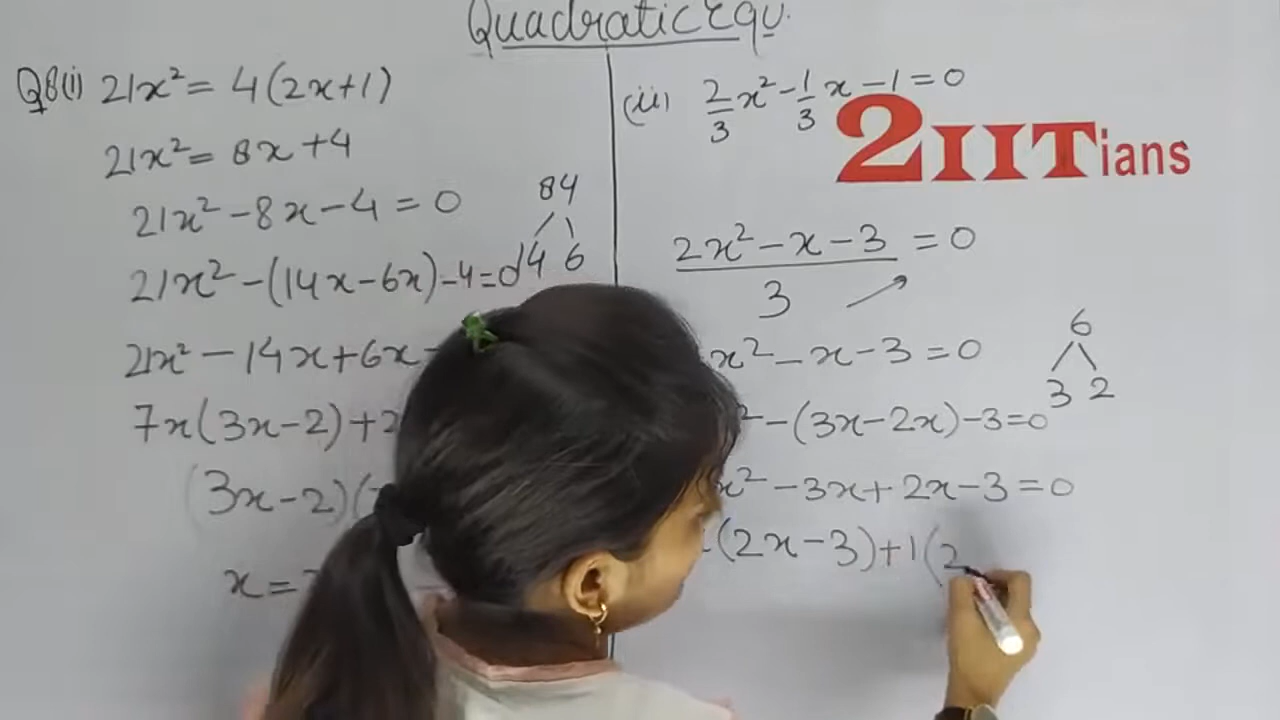 Quadratic Equ.
Q8(i) 21x² = 4(2x+1)
21x² = 8x+4
21x² - 8x - 4 = 0
84
14 6
21x² - (14x - 6x) - 4 = 0
21x² - 14x + 6x
7x(3x - 2) + 2
(3x - 2)(
x =
(ii) 2/3 x² - 1/3 x - 1 = 0
2IITians
2x² - x - 3 = 0
3
x² - x - 3 = 0
6
3 2
² - (3x - 2x) - 3 = 0
x² - 3x + 2x - 3 = 0
(2x - 3) + 1(2